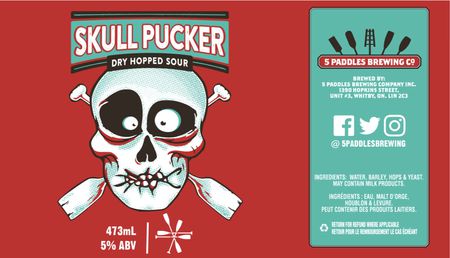 SKULL PUCKER
DRY HOPPED SOUR
473mL
5% ABV
5 PADDLES BREWING CO
BREWED BY:
5 PADDLES BREWING COMPANY INC.
1390 HOPKINS STREET,
UNIT #3, WHITBY, ON, L1N 2C3
@ 5PADDLESBREWING
INGREDIENTS: WATER, BARLEY, HOPS & YEAST.
MAY CONTAIN MILK PRODUCTS.
INGRÉDIENTS : EAU, MALT D'ORGE,
HOUBLON & LEVURE.
PEUT CONTENIR DES PRODUITS LAITIERS.
RETURN FOR REFUND WHERE APPLICABLE
RETOUR POUR LE REMBOURSEMENT LE CAS ÉCHÉANT